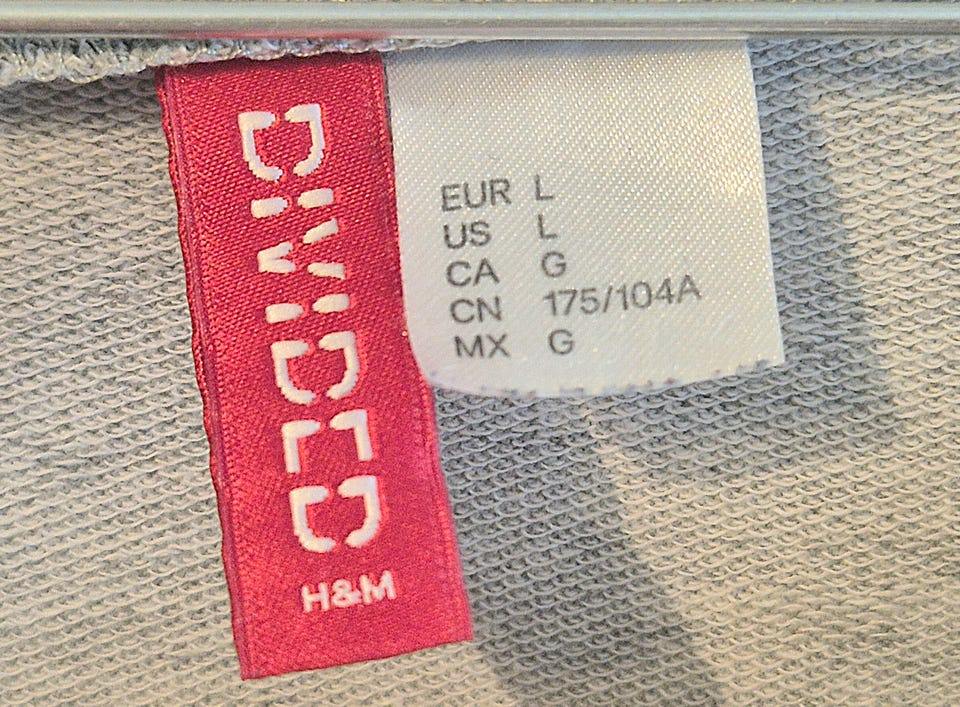 DIVIDED
H&M
EUR L
US L
CA G
CN 175/104A
MX G